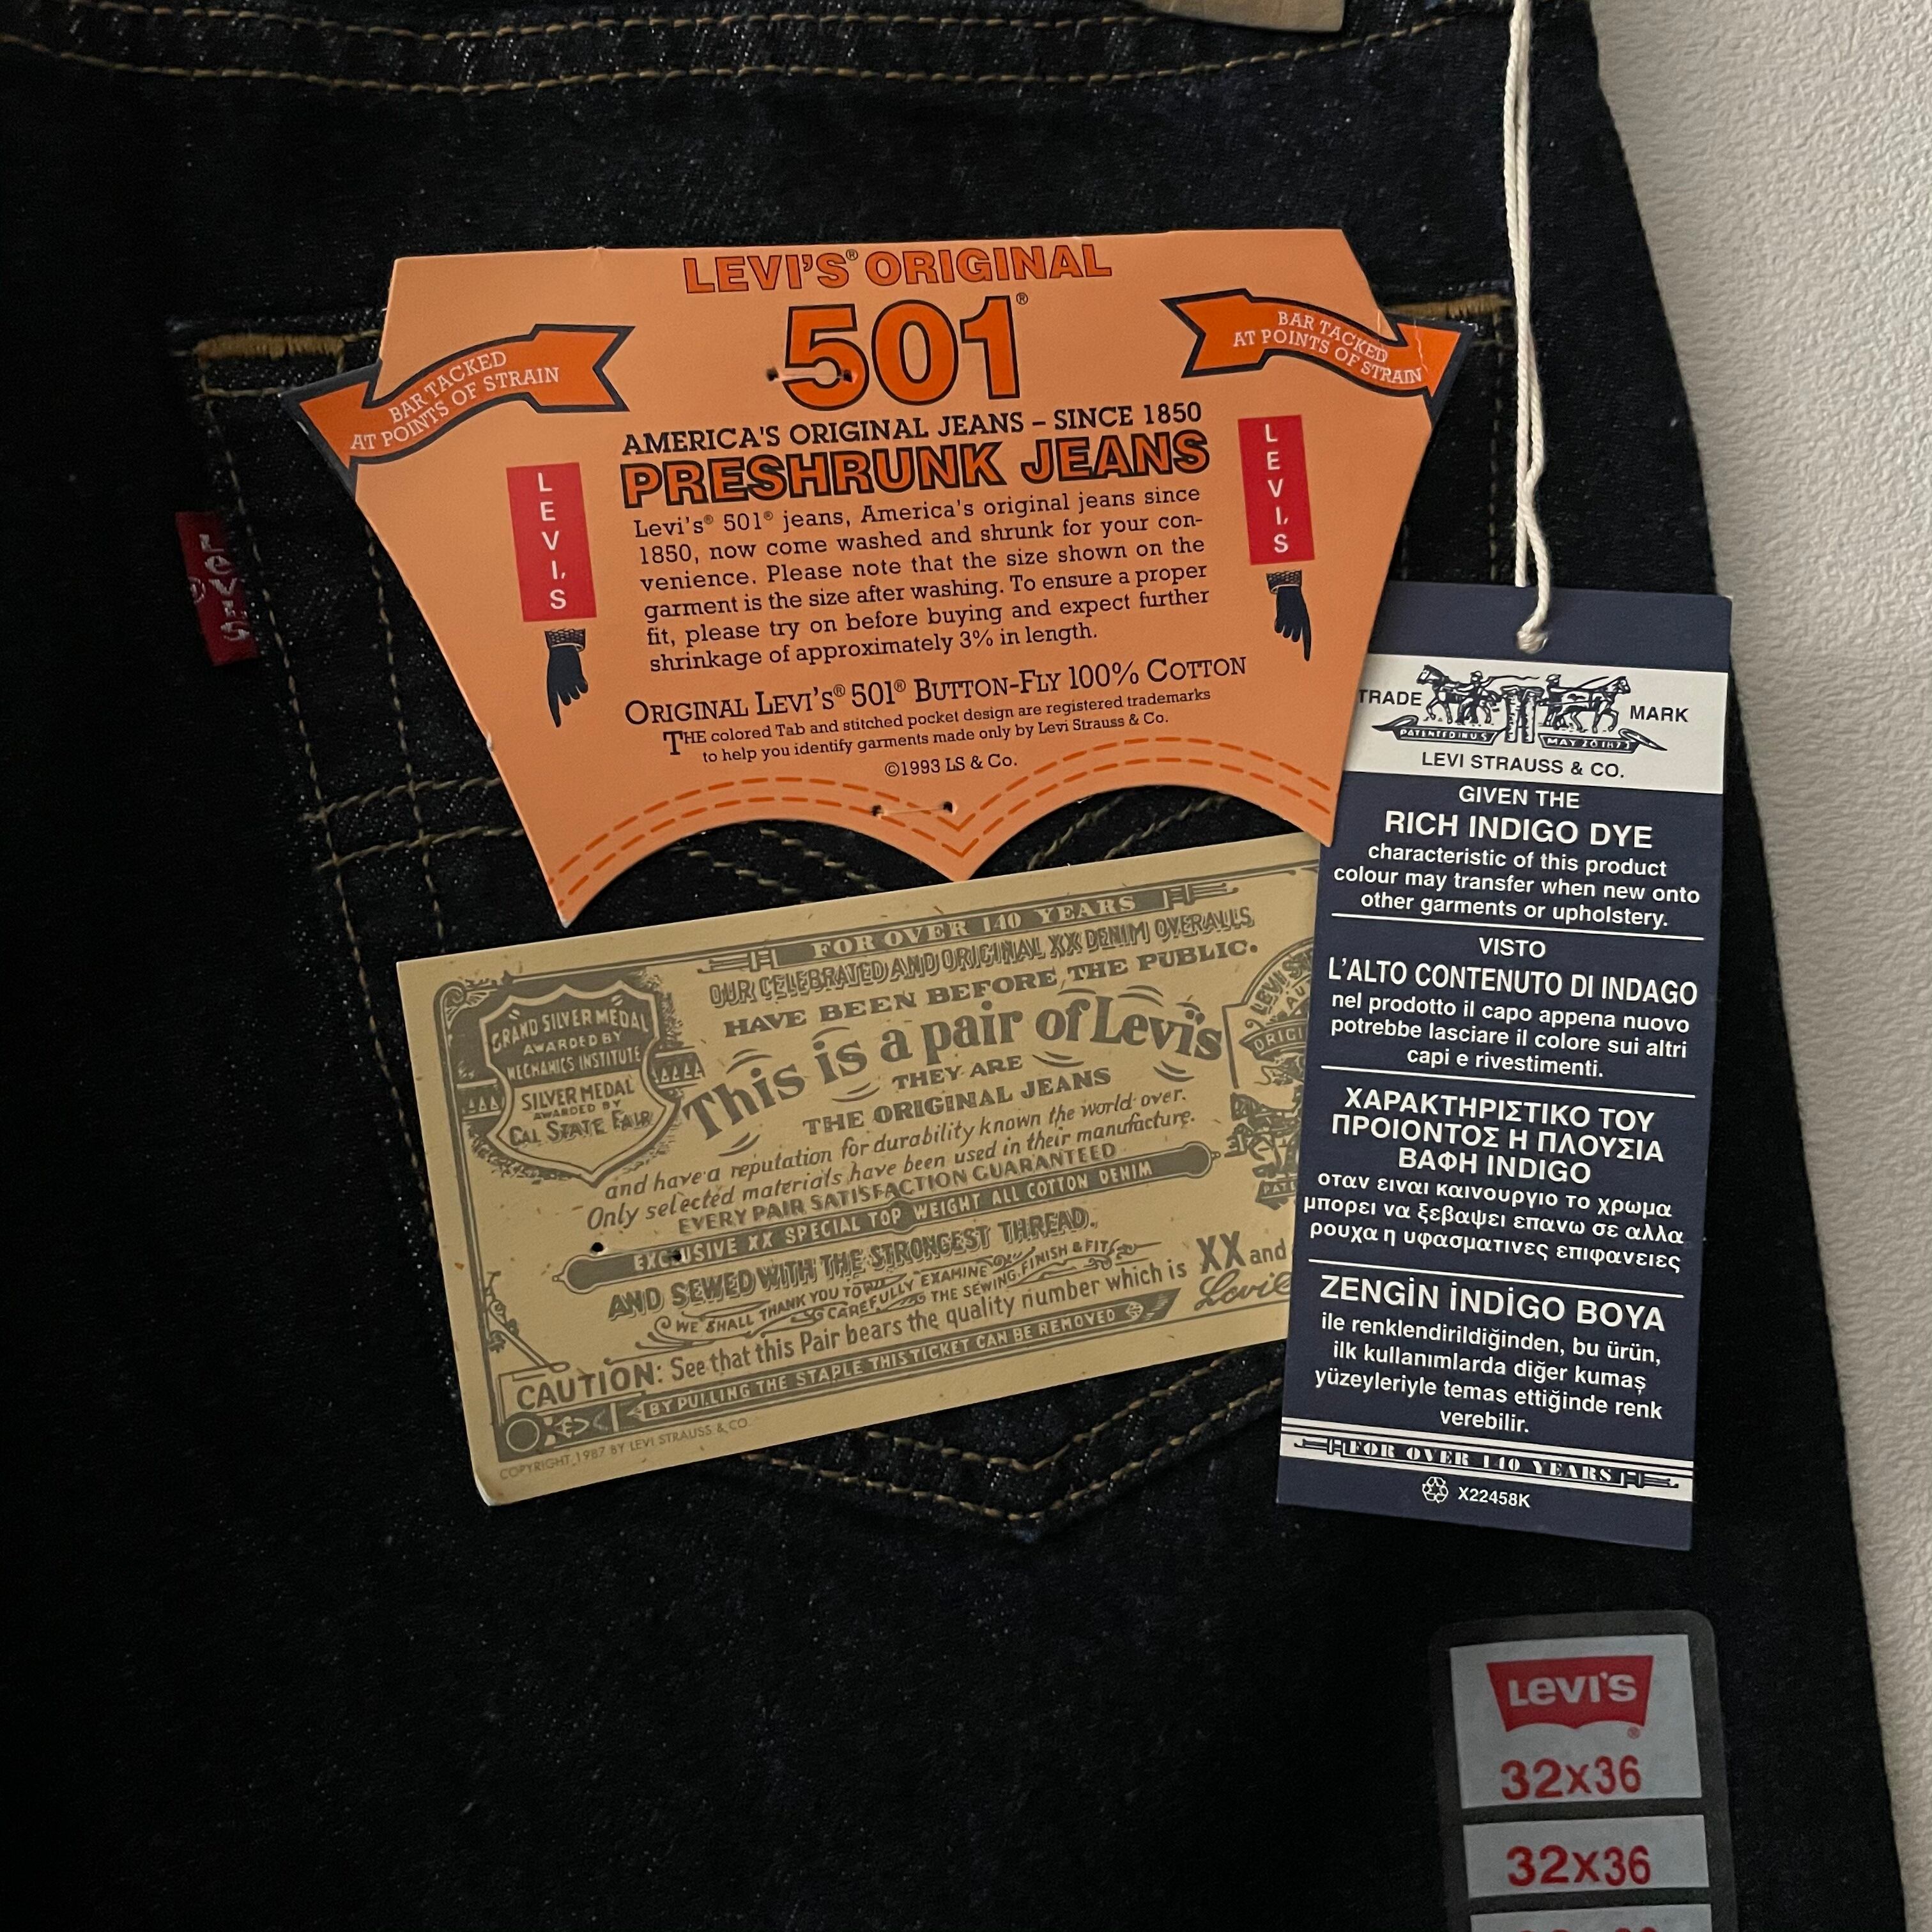 LEVI'S® ORIGINAL
501®
BAR TACKED
AT POINTS OF STRAIN
BAR TACKED
AT POINTS OF STRAIN
AMERICA'S ORIGINAL JEANS – SINCE 1850
PRESHRUNK JEANS
Levi's® 501® jeans, America's original jeans since
1850, now come washed and shrunk for your con-
venience. Please note that the size shown on the
garment is the size after washing. To ensure a proper
fit, please try on before buying and expect further
shrinkage of approximately 3% in length.
LEVI'S
LEVI'S
ORIGINAL LEVI'S® 501® BUTTON-FLY 100% COTTON
THE colored Tab and stitched pocket design are registered trademarks
to help you identify garments made only by Levi Strauss & Co.
©1993 LS & Co.
LEVI'S
®
FOR OVER 140 YEARS
OUR CELEBRATED AND ORIGINAL XX DENIM OVERALLS
HAVE BEEN BEFORE THE PUBLIC.
This is a pair of Levi's
THEY ARE
THE ORIGINAL JEANS
and have a reputation for durability known the world over.
Only selected materials have been used in their manufacture.
EVERY PAIR SATISFACTION GUARANTEED
EXCLUSIVE XX SPECIAL TOP WEIGHT ALL COTTON DENIM
AND SEWED WITH THE STRONGEST THREAD.
WE SHALL THANK YOU TO CAREFULLY EXAMINE THE SEWING, FINISH & FIT
CAUTION: See that this Pair bears the quality number which is XX and
BY PULLING THE STAPLE THIS TICKET CAN BE REMOVED
COPYRIGHT 1987 BY LEVI STRAUSS & CO.
GRAND SILVER MEDAL
AWARDED BY
MECHANICS INSTITUTE
SILVER MEDAL
AWARDED BY
CAL STATE FAIR
TRADE MARK
PATENTED IN U.S. MAY 20 1873
LEVI STRAUSS & CO.
GIVEN THE
RICH INDIGO DYE
characteristic of this product
colour may transfer when new onto
other garments or upholstery.
VISTO
L'ALTO CONTENUTO DI INDAGO
nel prodotto il capo appena nuovo
potrebbe lasciare il colore sui altri
capi e rivestimenti.
ΧΑΡΑΚΤΗΡΙΣΤΙΚΟ ΤΟΥ
ΠΡΟΙΟΝΤΟΣ Η ΠΛΟΥΣΙΑ
ΒΑΦΗ INDIGO
οταν ειναι καινουργιο το χρωμα
μπορει να ξεβαψει επανω σε αλλα
ρουχα η υφασματινες επιφανειες
ZENGİN İNDİGO BOYA
ile renklendirildiğinden, bu ürün,
ilk kullanımlarda diğer kumaş
yüzeyleriyle temas ettiğinde renk
verebilir.
FOR OVER 140 YEARS
X22458K
LEVI'S
®
32x36
32x36